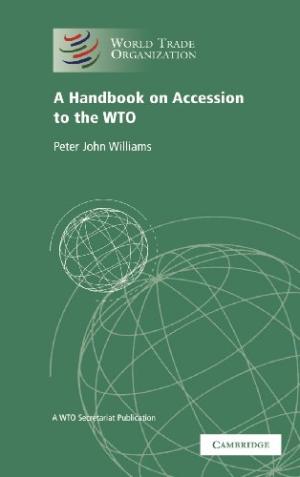 WORLD TRADE
ORGANIZATION
A Handbook on Accession
to the WTO
Peter John Williams
A WTO Secretariat Publication
CAMBRIDGE